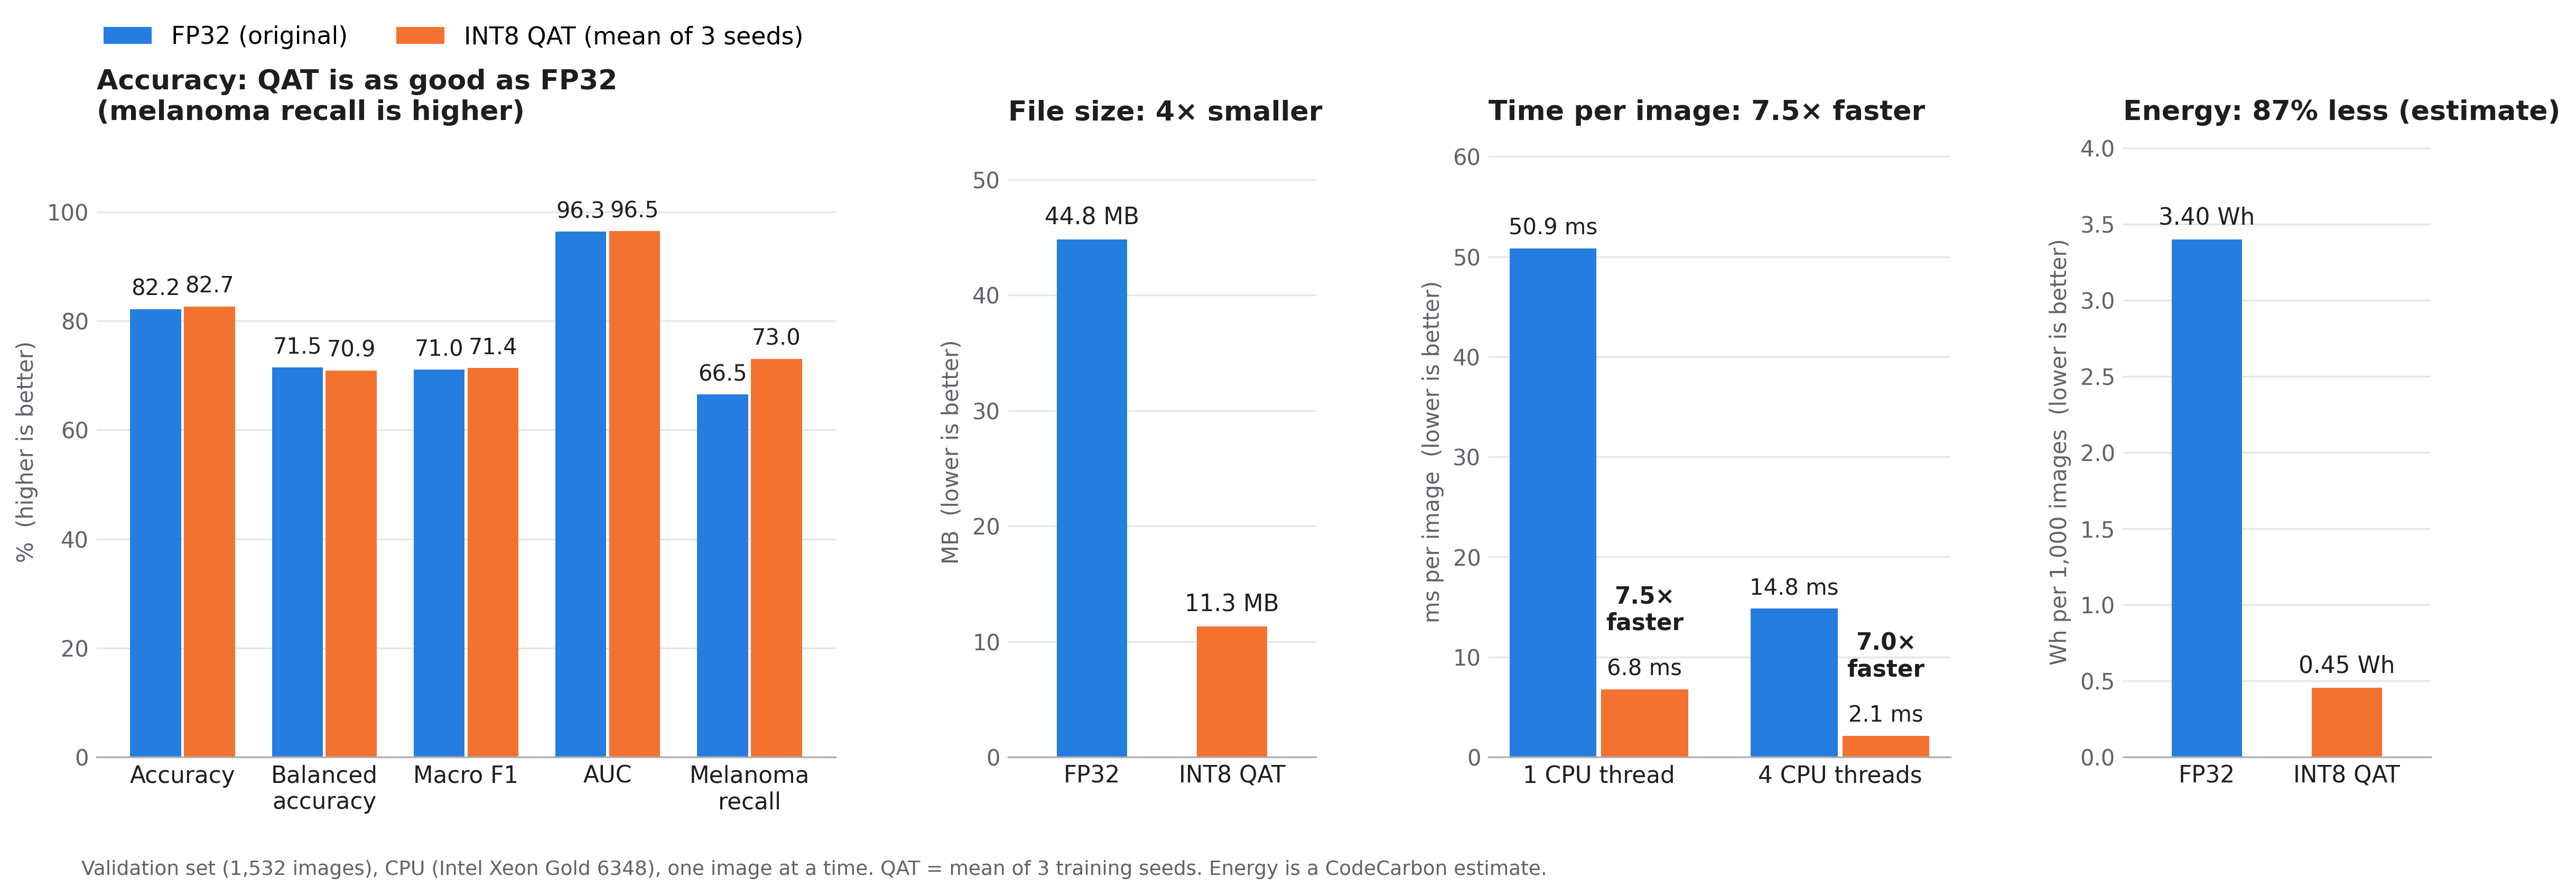 FP32 (original)
INT8 QAT (mean of 3 seeds)
Accuracy: QAT is as good as FP32
(melanoma recall is higher)
% (higher is better)
100
80
60
40
20
0
96.3 96.5
82.2 82.7
71.5 70.9
71.0 71.4
73.0
66.5
Accuracy
Balanced
accuracy
Macro F1
AUC
Melanoma
recall
File size: 4× smaller
MB (lower is better)
50
40
30
20
10
0
44.8 MB
11.3 MB
FP32
INT8 QAT
Time per image: 7.5× faster
ms per image (lower is better)
60
50
40
30
20
10
0
50.9 ms
7.5×
faster
6.8 ms
14.8 ms
7.0×
faster
2.1 ms
1 CPU thread
4 CPU threads
Energy: 87% less (estimate)
Wh per 1,000 images (lower is better)
4.0
3.5
3.0
2.5
2.0
1.5
1.0
0.5
0.0
3.40 Wh
0.45 Wh
FP32
INT8 QAT
Validation set (1,532 images), CPU (Intel Xeon Gold 6348), one image at a time. QAT = mean of 3 training seeds. Energy is a CodeCarbon estimate.